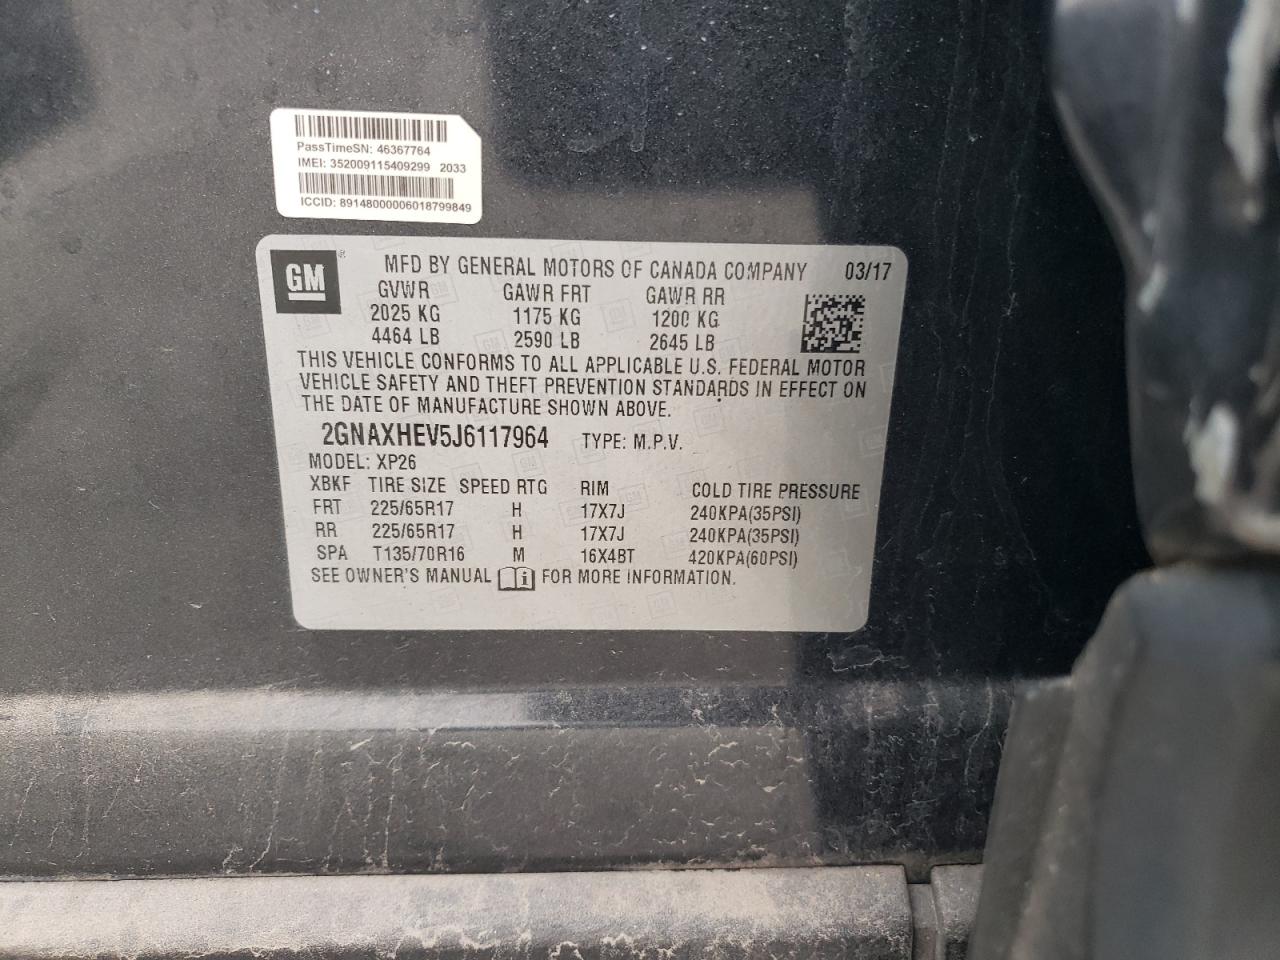 PassTimeSN: 46367764
IMEI: 352009115409299 2033
ICCID: 89148000006018799849
GM ®
MFD BY GENERAL MOTORS OF CANADA COMPANY 03/17
GVWR GAWR FRT GAWR RR
2025 KG 1175 KG 1200 KG
4464 LB 2590 LB 2645 LB
THIS VEHICLE CONFORMS TO ALL APPLICABLE U.S. FEDERAL MOTOR
VEHICLE SAFETY AND THEFT PREVENTION STANDARDS IN EFFECT ON
THE DATE OF MANUFACTURE SHOWN ABOVE.
2GNAXHEV5J6117964 TYPE: M.P.V.
MODEL: XP26
XBKF TIRE SIZE SPEED RTG RIM COLD TIRE PRESSURE
FRT 225/65R17 H 17X7J 240KPA(35PSI)
RR 225/65R17 H 17X7J 240KPA(35PSI)
SPA T135/70R16 M 16X4BT 420KPA(60PSI)
SEE OWNER'S MANUAL i FOR MORE INFORMATION.